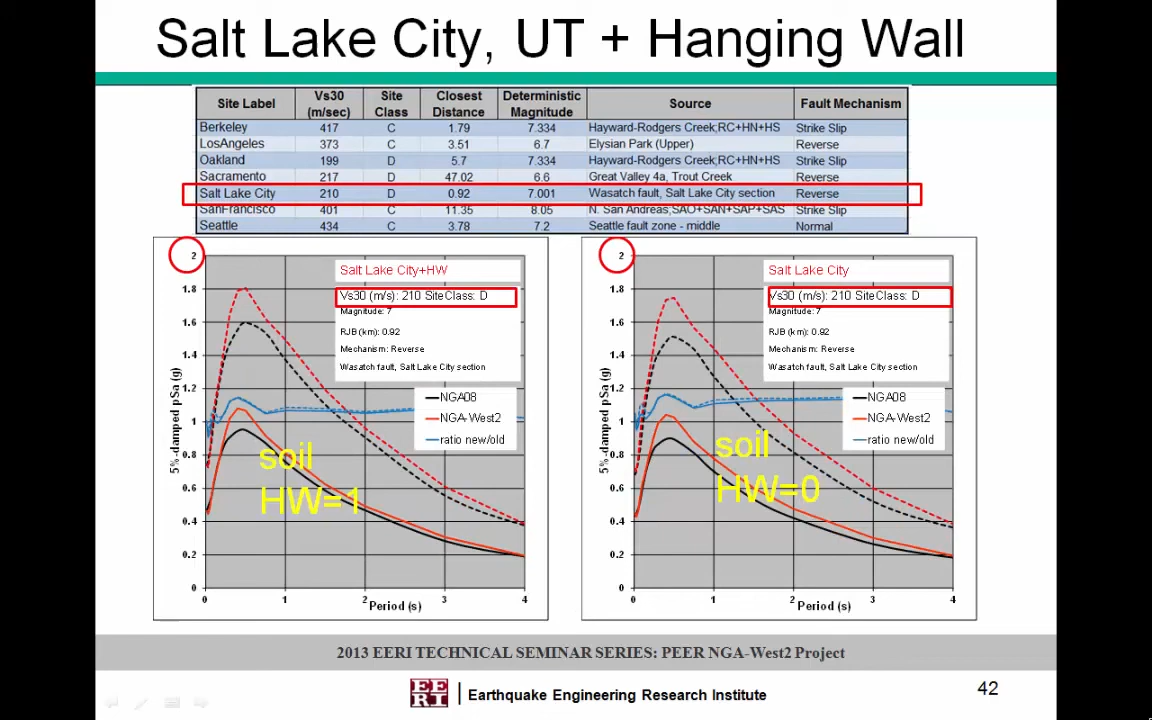 Salt Lake City, UT + Hanging Wall
Site Label Vs30 (m/sec) Site Class Closest Distance Deterministic Magnitude Source Fault Mechanism
Berkeley 417 C 1.79 7.334 Hayward-Rodgers Creek;RC+HN+HS Strike Slip
LosAngeles 373 C 3.51 6.7 Elysian Park (Upper) Reverse
Oakland 199 D 5.7 7.334 Hayward-Rodgers Creek;RC+HN+HS Strike Slip
Sacramento 217 D 47.02 6.6 Great Valley 4a, Trout Creek Reverse
Salt Lake City 210 D 0.92 7.001 Wasatch fault, Salt Lake City section Reverse
SanFrancisco 401 C 11.35 8.05 N. San Andreas;SAO+SAN+SAP+SAS Strike Slip
Seattle 434 C 3.78 7.2 Seattle fault zone - middle Normal
2
1.8
1.6
1.4
1.2
1
0.8
0.6
0.4
0.2
0
5%-damped pSa (g)
Salt Lake City+HW
Vs30 (m/s): 210 SiteClass: D
Magnitude: 7
RJB (km): 0.92
Mechanism: Reverse
Wasatch fault, Salt Lake City section
NGA08
NGA-West2
ratio new/old
soil
HW=1
0 1 2 3 4
Period (s)
2
1.8
1.6
1.4
1.2
1
0.8
0.6
0.4
0.2
0
5%-damped pSa (g)
Salt Lake City
Vs30 (m/s): 210 SiteClass: D
Magnitude: 7
RJB (km): 0.92
Mechanism: Reverse
Wasatch fault, Salt Lake City section
NGA08
NGA-West2
ratio new/old
soil
HW=0
0 1 2 3 4
Period (s)
2013 EERI TECHNICAL SEMINAR SERIES: PEER NGA-West2 Project
EERI
Earthquake Engineering Research Institute
42